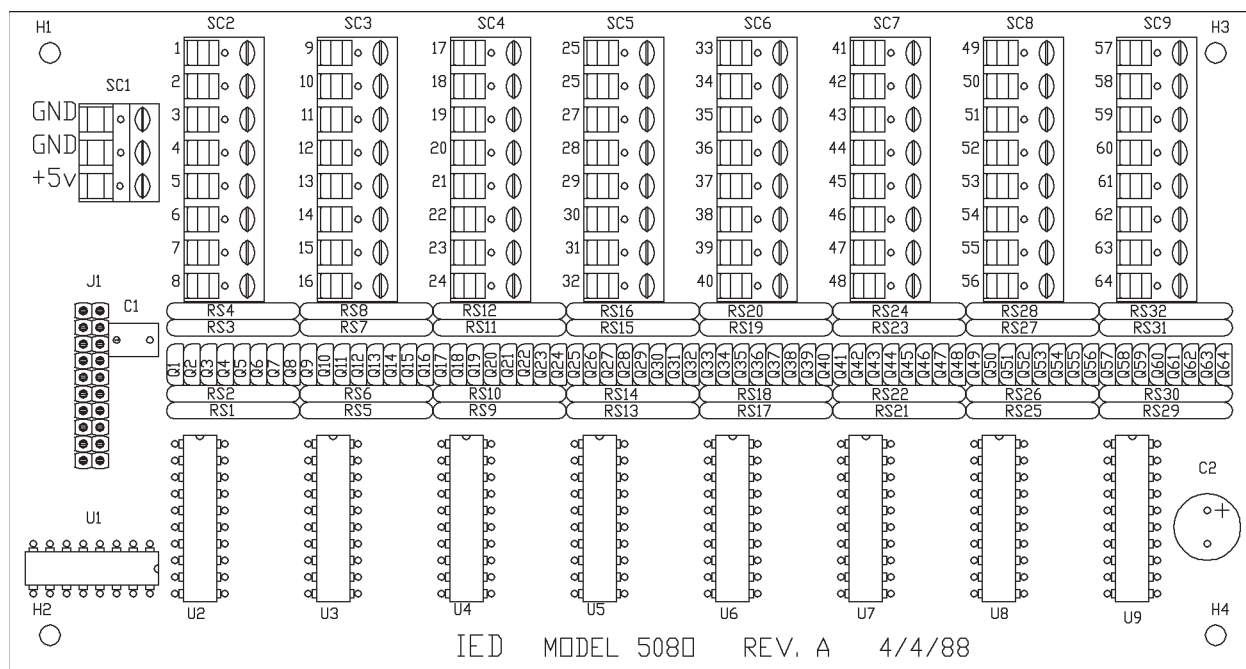 H1 SC2 SC3 SC4 SC5 SC6 SC7 SC8 SC9 H3
1 9 17 25 33 41 49 57
2 10 18 25 34 42 50 58
SC1
GND 3 11 19 27 35 43 51 59
GND 4 12 20 28 36 44 52 60
+5v 5 13 21 29 37 45 53 61
6 14 22 30 38 46 54 62
7 15 23 31 39 47 55 63
8 16 24 32 40 48 56 64
J1
C1
RS4 RS8 RS12 RS16 RS20 RS24 RS28 RS32
RS3 RS7 RS11 RS15 RS19 RS23 RS27 RS31
Q1 Q2 Q3 Q4 Q5 Q6 Q7 Q8 Q9 Q10 Q11 Q12 Q13 Q14 Q15 Q16 Q17 Q18 Q19 Q20 Q21 Q22 Q23 Q24 Q25 Q26 Q27 Q28 Q29 Q30 Q31 Q32 Q33 Q34 Q35 Q36 Q37 Q38 Q39 Q40 Q41 Q42 Q43 Q44 Q45 Q46 Q47 Q48 Q49 Q50 Q51 Q52 Q53 Q54 Q55 Q56 Q57 Q58 Q59 Q60 Q61 Q62 Q63 Q64
RS2 RS6 RS10 RS14 RS18 RS22 RS26 RS30
RS1 RS5 RS9 RS13 RS17 RS21 RS25 RS29
C2
+
U1
H2 U2 U3 U4 U5 U6 U7 U8 U9 H4
IED MODEL 5080 REV. A 4/4/88